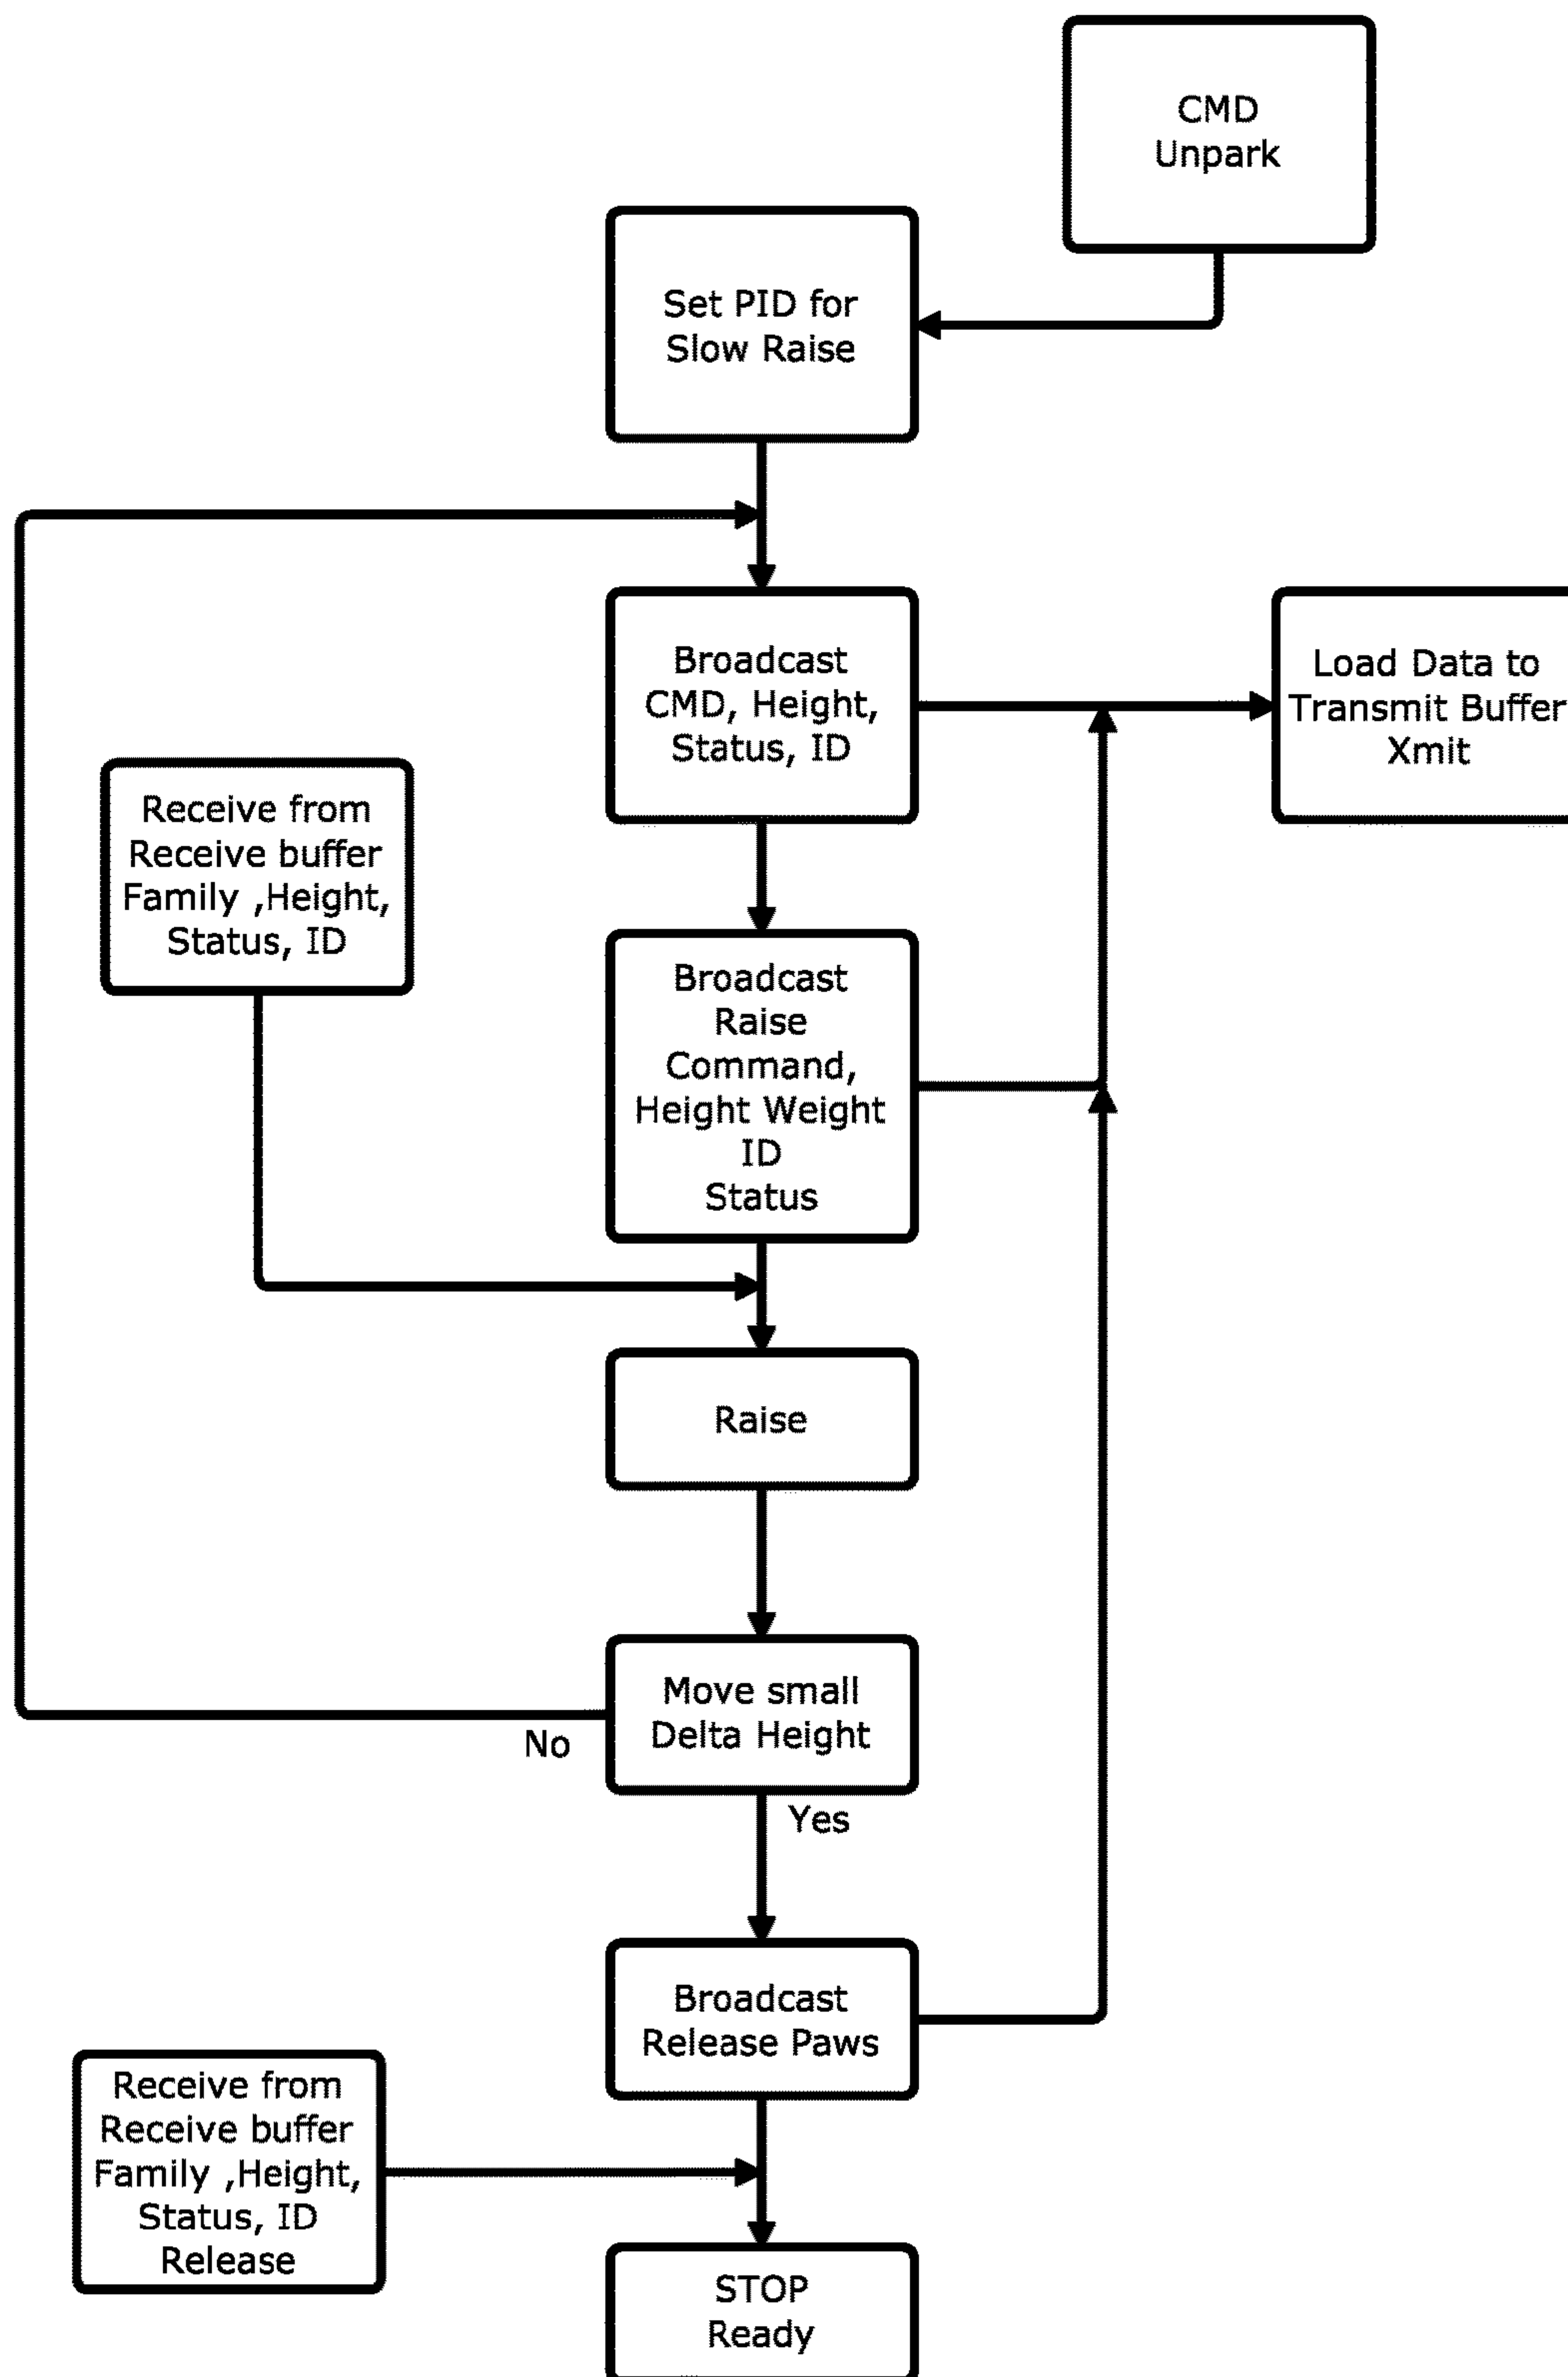 CMD
Unpark
Set PID for
Slow Raise
Broadcast
CMD, Height,
Status, ID
Load Data to
Transmit Buffer
Xmit
Receive from
Receive buffer
Family ,Height,
Status, ID
Broadcast
Raise
Command,
Height Weight
ID
Status
Raise
Move small
Delta Height
No
Yes
Broadcast
Release Paws
Receive from
Receive buffer
Family ,Height,
Status, ID
Release
STOP
Ready